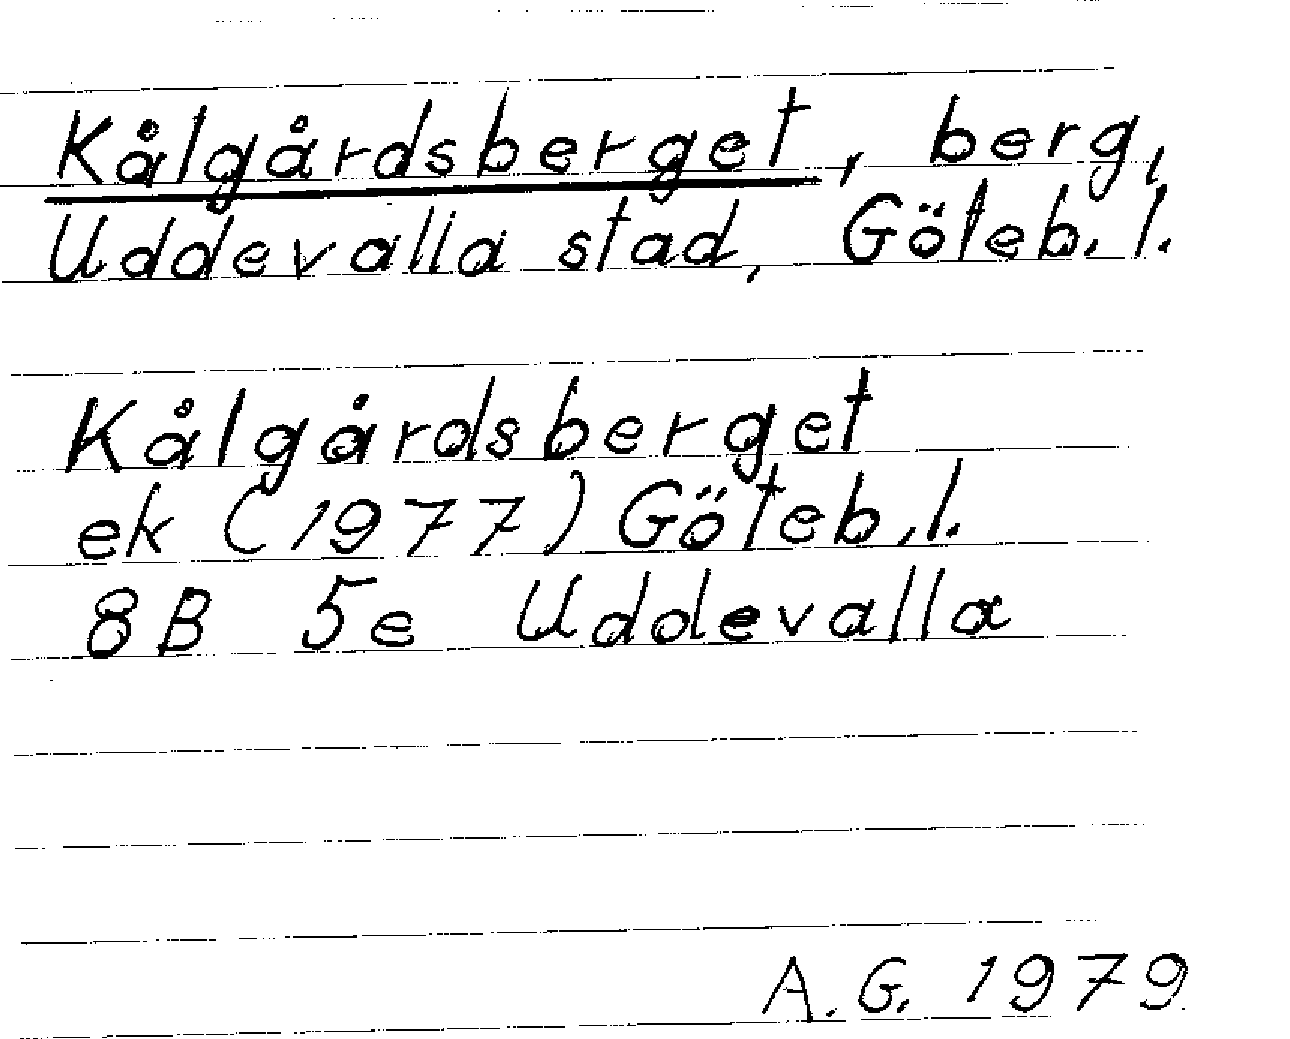 Kålgårdsberget, berg,
Uddevalla stad, Göteb. l.
Kålgårdsberget
ek (1977) Göteb. l.
8B 5e Uddevalla
A.G. 1979